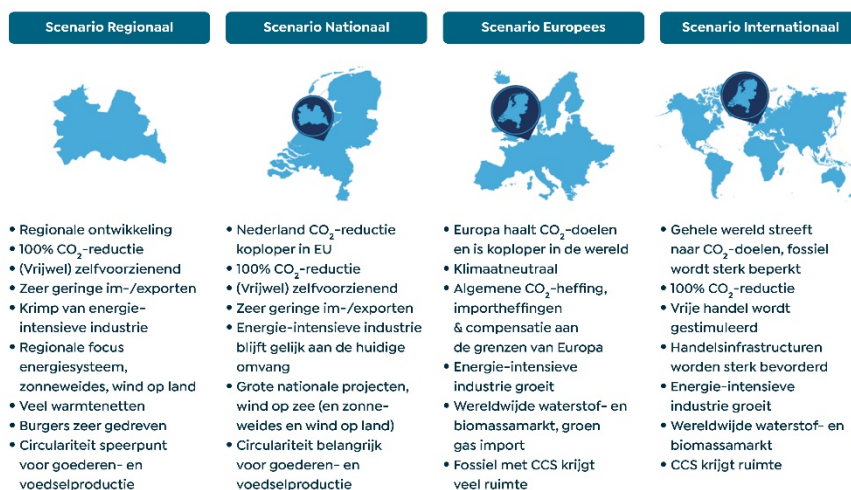 Scenario Regionaal
• Regionale ontwikkeling
• 100% CO₂-reductie
• (Vrijwel) zelfvoorzienend
• Zeer geringe im-/exporten
• Krimp van energie-
intensieve industrie
• Regionale focus
energiesysteem,
zonneweides, wind op land
• Veel warmtenetten
• Burgers zeer gedreven
• Circulariteit speerpunt
voor goederen- en
voedselproductie
Scenario Nationaal
• Nederland CO₂-reductie
koploper in EU
• 100% CO₂-reductie
• (Vrijwel) zelfvoorzienend
• Zeer geringe im-/exporten
• Energie-intensieve industrie
blijft gelijk aan de huidige
omvang
• Grote nationale projecten,
wind op zee (en zonne-
weides en wind op land)
• Circulariteit belangrijk
voor goederen- en
voedselproductie
Scenario Europees
• Europa haalt CO₂-doelen
en is koploper in de wereld
• Klimaatneutraal
• Algemene CO₂-heffing,
importheffingen
& compensatie aan
de grenzen van Europa
• Energie-intensieve
industrie groeit
• Wereldwijde waterstof- en
biomassamarkt, groen
gas import
• Fossiel met CCS krijgt
veel ruimte
Scenario Internationaal
• Gehele wereld streeft
naar CO₂-doelen, fossiel
wordt sterk beperkt
• 100% CO₂-reductie
• Vrije handel wordt
gestimuleerd
• Handelsinfrastructuren
worden sterk bevorderd
• Energie-intensieve
industrie groeit
• Wereldwijde waterstof- en
biomassamarkt
• CCS krijgt ruimte